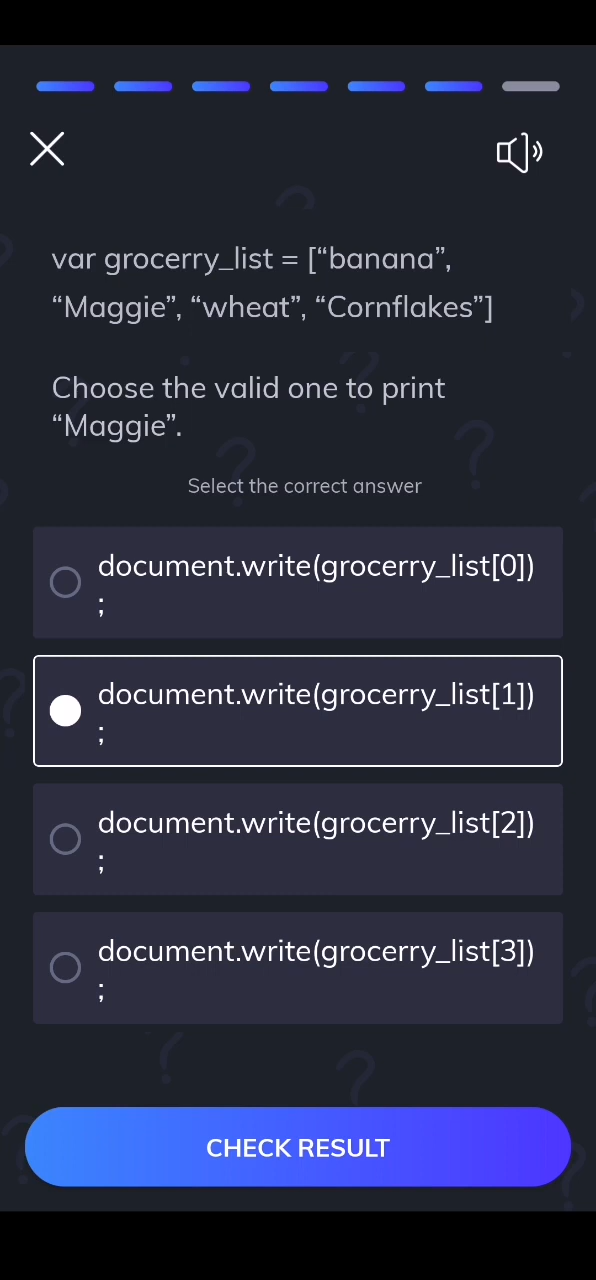 var grocerry_list = [“banana”,
“Maggie”, “wheat”, “Cornflakes”]
Choose the valid one to print
“Maggie”.
Select the correct answer
document.write(grocerry_list[0])
;
document.write(grocerry_list[1])
;
document.write(grocerry_list[2])
;
document.write(grocerry_list[3])
;
CHECK RESULT